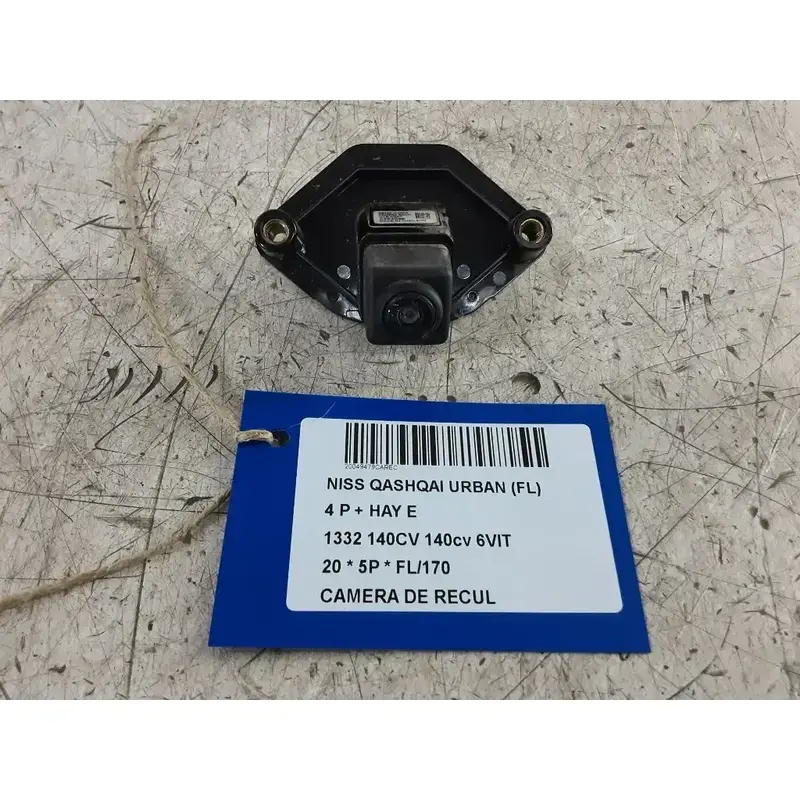 20049479CAREC
NISS QASHQAI URBAN (FL)
4 P + HAY E
1332 140CV 140cv 6VIT
20 * 5P * FL/170
CAMERA DE RECUL